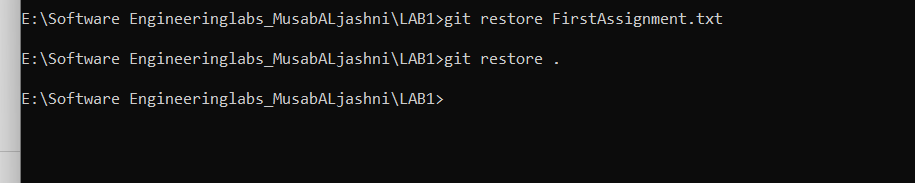 E:\Software Engineeringlabs_MusabALjashni\LAB1>git restore FirstAssignment.txt
E:\Software Engineeringlabs_MusabALjashni\LAB1>git restore .
E:\Software Engineeringlabs_MusabALjashni\LAB1>